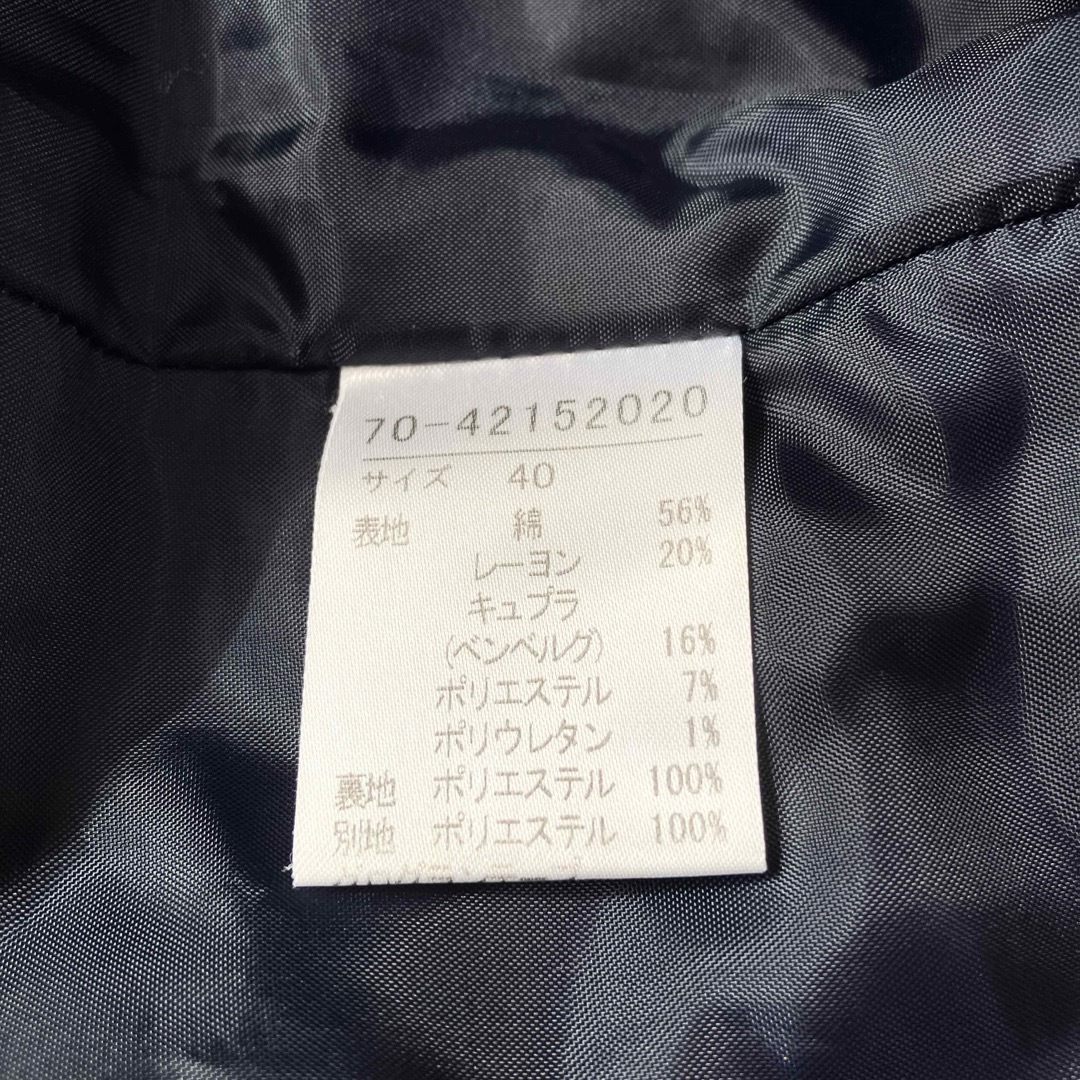 70-42152020
サイズ 40
表地 綿 56%
レーヨン 20%
キュプラ
(ベンベルグ) 16%
ポリエステル 7%
ポリウレタン 1%
裏地 ポリエステル 100%
別地 ポリエステル 100%